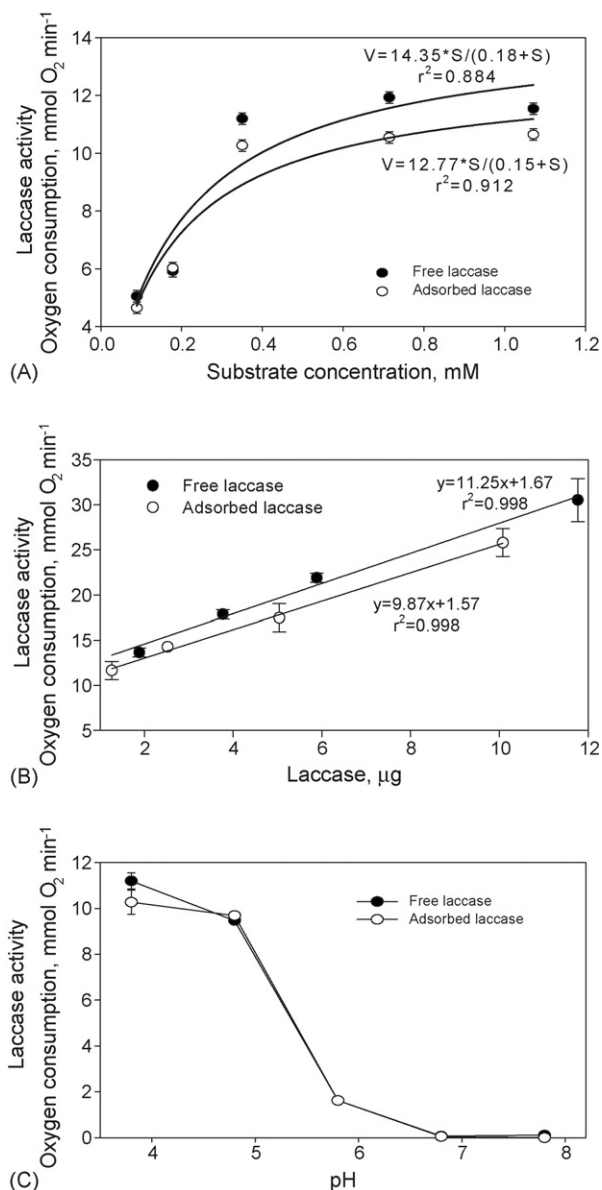 Laccase activity
Oxygen consumption, mmol O₂ min⁻¹
14
12
10
8
6
4
V=14.35*S/(0.18+S)
r²=0.884
V=12.77*S/(0.15+S)
r²=0.912
Free laccase
Adsorbed laccase
0.0 0.2 0.4 0.6 0.8 1.0 1.2
(A) Substrate concentration, mM
Laccase activity
Oxygen consumption, mmol O₂ min⁻¹
35
30
25
20
15
10
5
Free laccase
Adsorbed laccase
y=11.25x+1.67
r²=0.998
y=9.87x+1.57
r²=0.998
2 4 6 8 10 12
(B) Laccase, μg
Laccase activity
Oxygen consumption, mmol O₂ min⁻¹
12
10
8
6
4
2
0
Free laccase
Adsorbed laccase
4 5 6 7 8
(C) pH